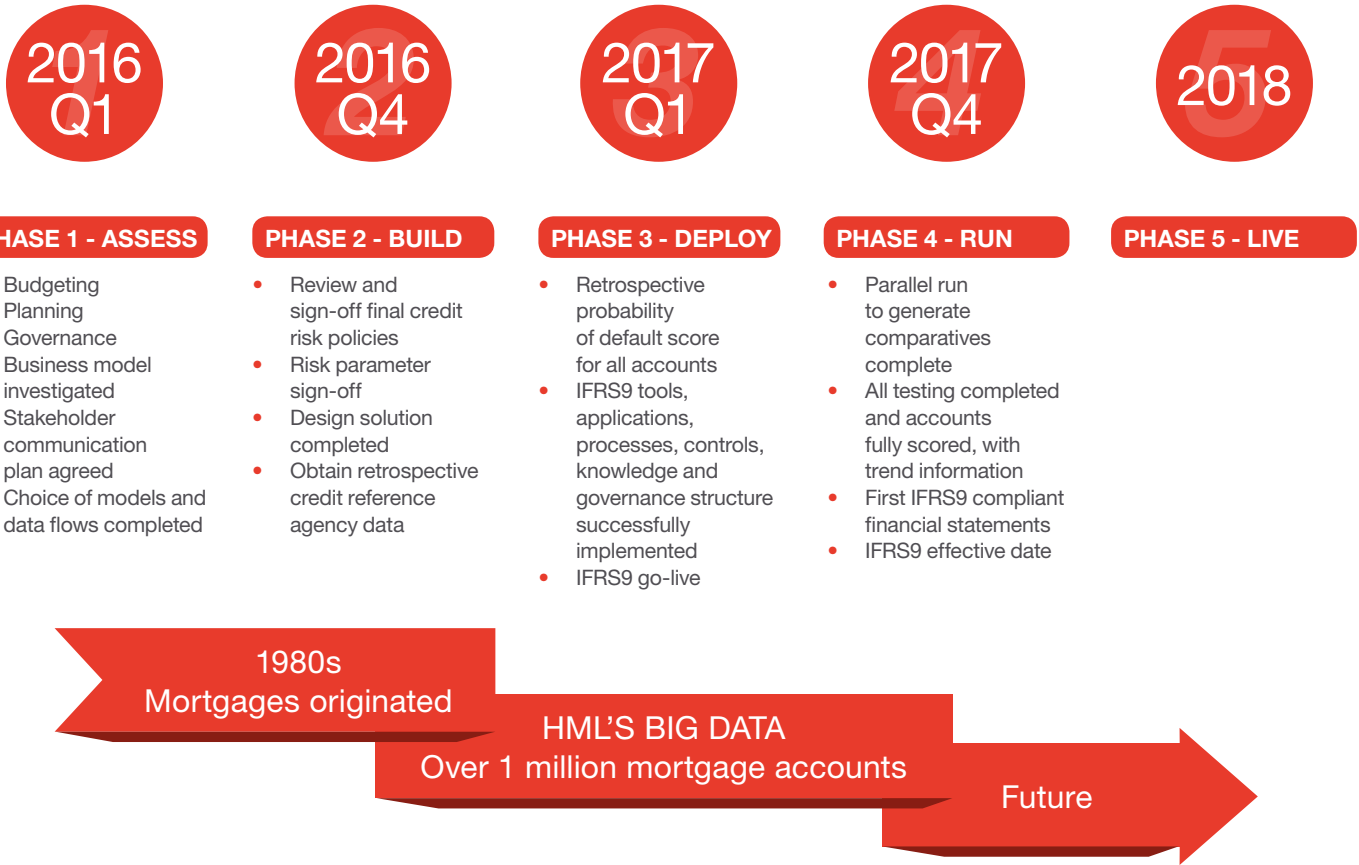 1
2016
Q1
2
2016
Q4
3
2017
Q1
4
2017
Q4
5
2018
HASE 1 - ASSESS
Budgeting
Planning
Governance
Business model
investigated
Stakeholder
communication
plan agreed
Choice of models and
data flows completed
PHASE 2 - BUILD
• Review and
sign-off final credit
risk policies
• Risk parameter
sign-off
• Design solution
completed
• Obtain retrospective
credit reference
agency data
PHASE 3 - DEPLOY
• Retrospective
probability
of default score
for all accounts
• IFRS9 tools,
applications,
processes, controls,
knowledge and
governance structure
successfully
implemented
• IFRS9 go-live
PHASE 4 - RUN
• Parallel run
to generate
comparatives
complete
• All testing completed
and accounts
fully scored, with
trend information
• First IFRS9 compliant
financial statements
• IFRS9 effective date
PHASE 5 - LIVE
1980s
Mortgages originated
HML'S BIG DATA
Over 1 million mortgage accounts
Future